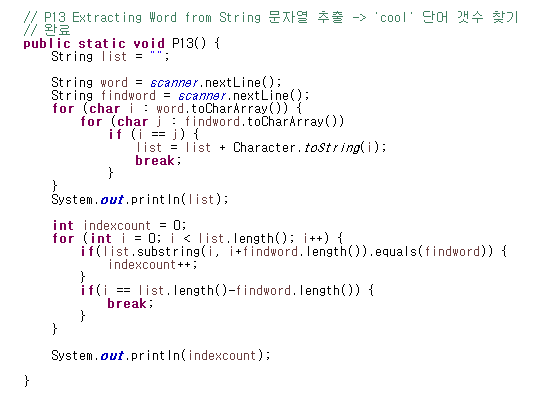 // P13 Extracting Word from String 문자열 추출 -> 'cool' 단어 갯수 찾기
// 완료
public static void P13() {
    String list = "";

    String word = scanner.nextLine();
    String findword = scanner.nextLine();
    for (char i : word.toCharArray()) {
        for (char j : findword.toCharArray())
            if (i == j) {
                list = list + Character.toString(i);
                break;
            }
    }
    System.out.println(list);

    int indexcount = 0;
    for (int i = 0; i < list.length(); i++) {
        if(list.substring(i, i+findword.length()).equals(findword)) {
            indexcount++;
        }
        if(i == list.length()-findword.length()) {
            break;
        }
    }

    System.out.println(indexcount);

}